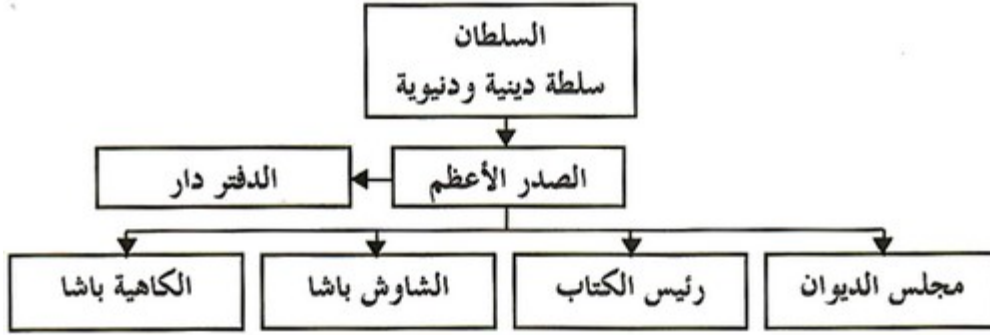 السلطان
سلطة دينية ودنيوية
الصدر الأعظم
الدفتر دار
مجلس الديوان
رئيس الكتاب
الشاوش باشا
الكاهية باشا